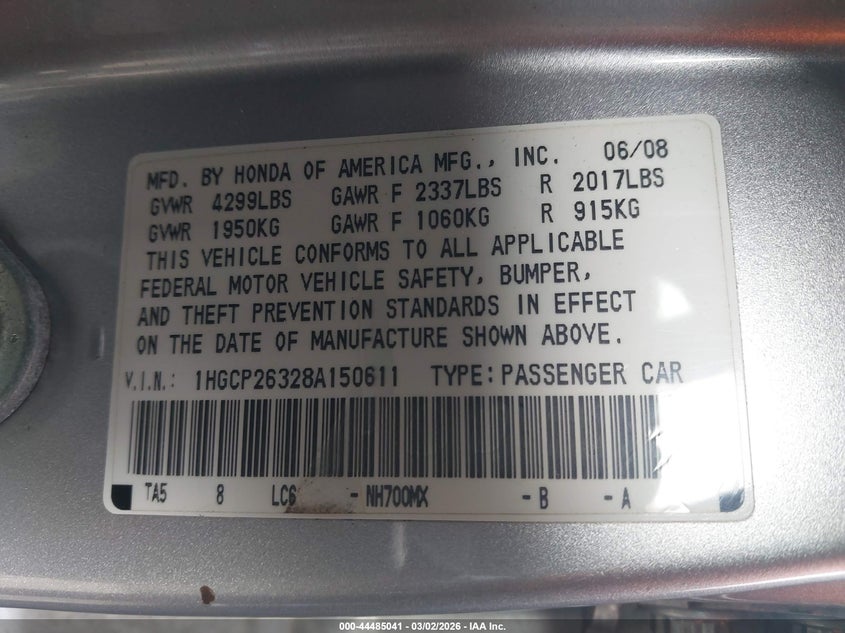 MFD. BY HONDA OF AMERICA MFG., INC. 06/08
GVWR 4299LBS GAWR F 2337LBS R 2017LBS
GVWR 1950KG GAWR F 1060KG R 915KG
THIS VEHICLE CONFORMS TO ALL APPLICABLE
FEDERAL MOTOR VEHICLE SAFETY, BUMPER,
AND THEFT PREVENTION STANDARDS IN EFFECT
ON THE DATE OF MANUFACTURE SHOWN ABOVE.
V.I.N.: 1HGCP26328A150611 TYPE:PASSENGER CAR
TA5 8 LC6 - NH700MX - B - A
000-44485041 - 03/02/2026 - IAA Inc.